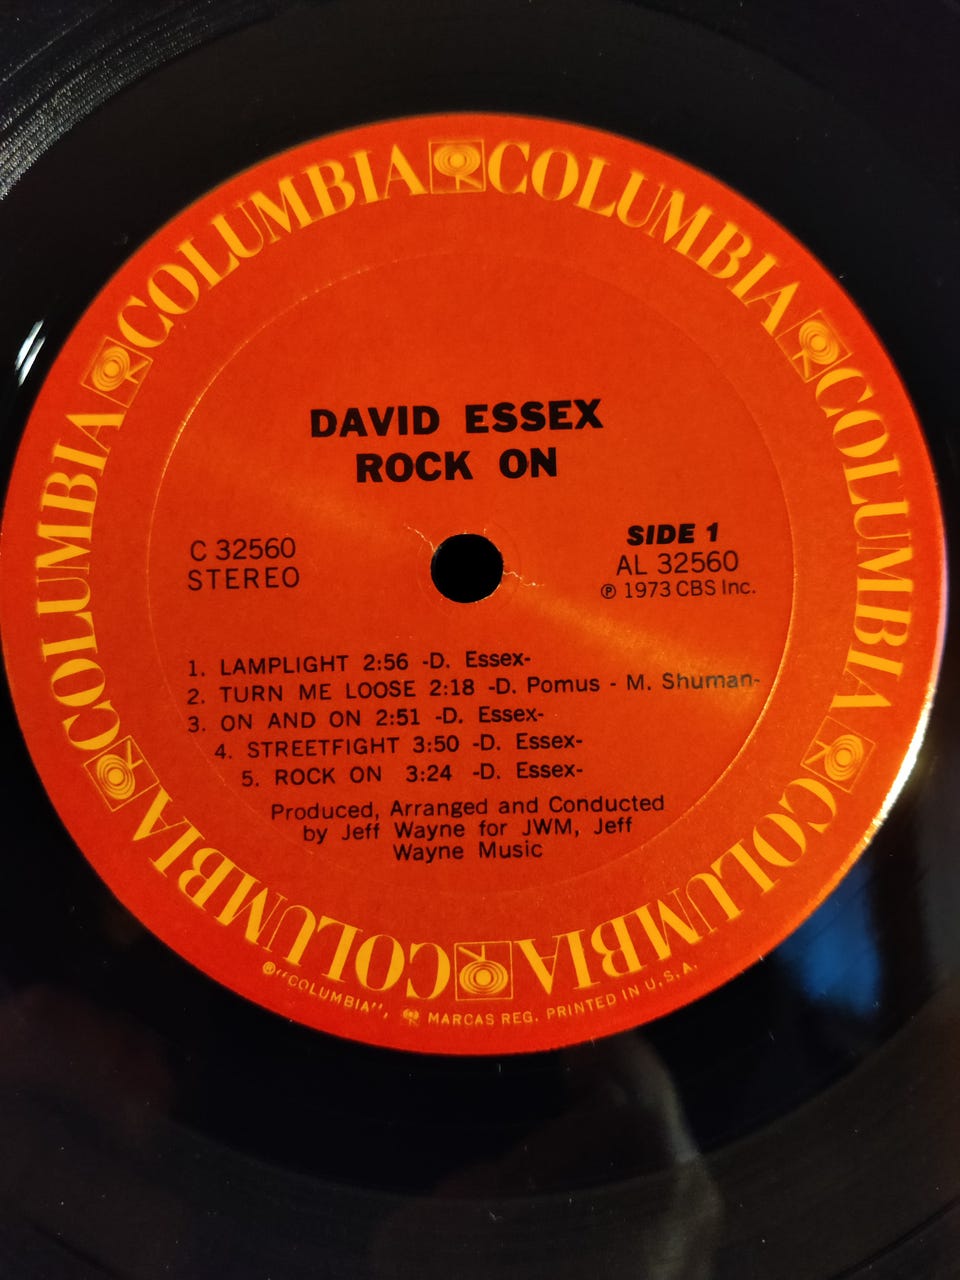 COLUMBIA COLUMBIA COLUMBIA COLUMBIA COLUMBIA COLUMBIA COLUMBIA COLUMBIA
DAVID ESSEX
ROCK ON
C 32560
STEREO
SIDE 1
AL 32560
℗ 1973 CBS Inc.
1. LAMPLIGHT 2:56 -D. Essex-
2. TURN ME LOOSE 2:18 -D. Pomus - M. Shuman-
3. ON AND ON 2:51 -D. Essex-
4. STREETFIGHT 3:50 -D. Essex-
5. ROCK ON 3:24 -D. Essex-
Produced, Arranged and Conducted
by Jeff Wayne for JWM, Jeff
Wayne Music
®"COLUMBIA", MARCAS REG. PRINTED IN U.S.A.